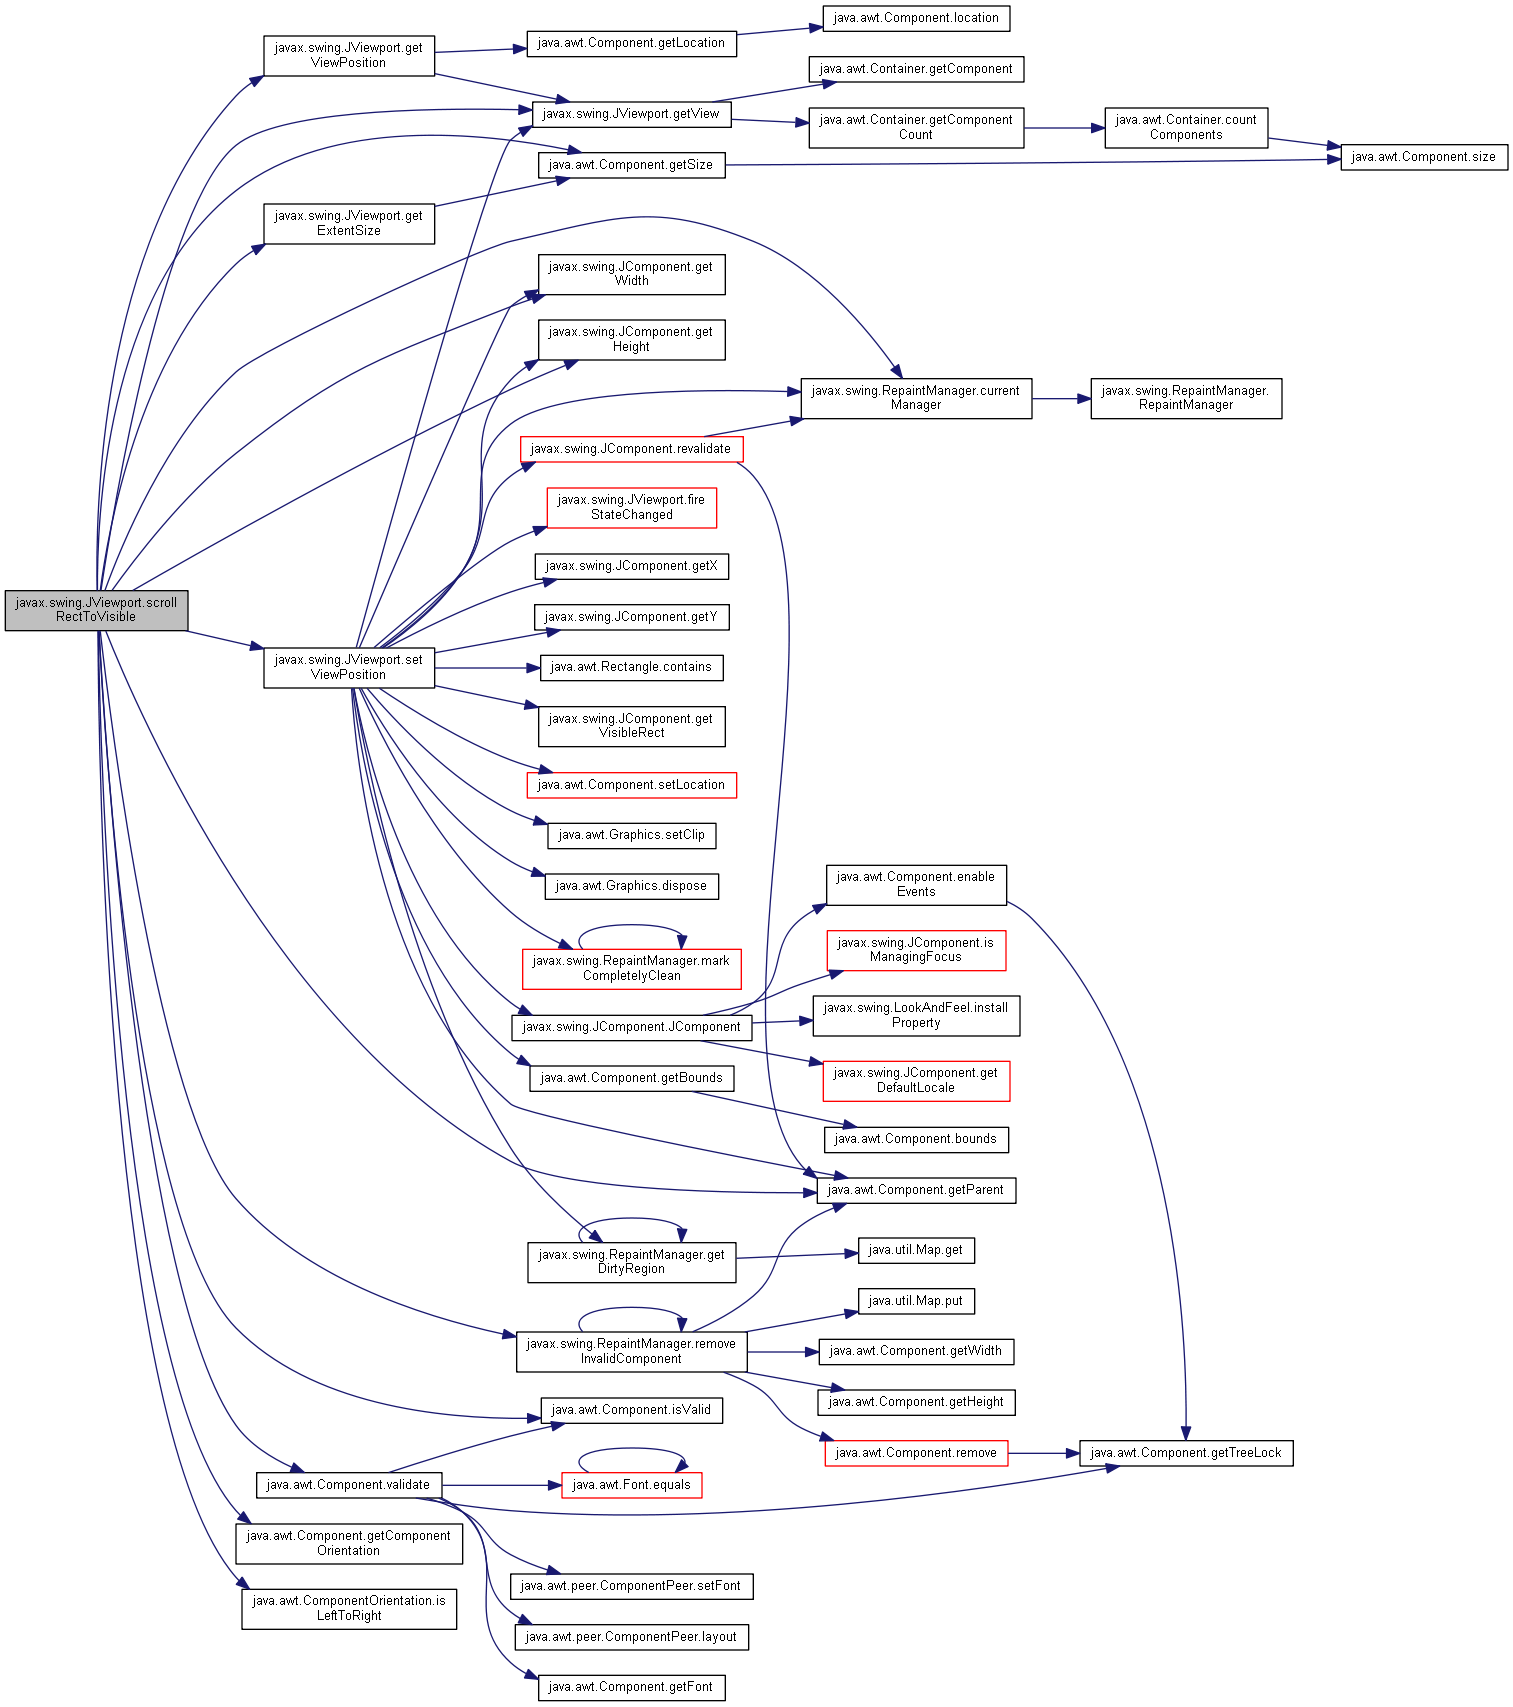 java.awt.Component.location
javax.swing.JViewport.get
ViewPosition
java.awt.Component.getLocation
java.awt.Container.getComponent
javax.swing.JViewport.getView
java.awt.Container.getComponent
Count
java.awt.Container.count
Components
java.awt.Component.getSize
java.awt.Component.size
javax.swing.JViewport.get
ExtentSize
javax.swing.JComponent.get
Width
javax.swing.JComponent.get
Height
javax.swing.RepaintManager.current
Manager
javax.swing.RepaintManager.
RepaintManager
javax.swing.JComponent.revalidate
javax.swing.JViewport.fire
StateChanged
javax.swing.JComponent.getX
javax.swing.JViewport.scroll
RectToVisible
javax.swing.JComponent.getY
javax.swing.JViewport.set
ViewPosition
java.awt.Rectangle.contains
javax.swing.JComponent.get
VisibleRect
java.awt.Component.setLocation
java.awt.Graphics.setClip
java.awt.Graphics.dispose
java.awt.Component.enable
Events
javax.swing.JComponent.is
ManagingFocus
javax.swing.RepaintManager.mark
CompletelyClean
javax.swing.LookAndFeel.install
Property
javax.swing.JComponent.JComponent
javax.swing.JComponent.get
DefaultLocale
java.awt.Component.getBounds
java.awt.Component.bounds
java.awt.Component.getParent
javax.swing.RepaintManager.get
DirtyRegion
java.util.Map.get
java.util.Map.put
javax.swing.RepaintManager.remove
InvalidComponent
java.awt.Component.getWidth
java.awt.Component.getHeight
java.awt.Component.isValid
java.awt.Component.remove
java.awt.Component.getTreeLock
java.awt.Component.validate
java.awt.Font.equals
java.awt.Component.getComponent
Orientation
java.awt.peer.ComponentPeer.setFont
java.awt.ComponentOrientation.is
LeftToRight
java.awt.peer.ComponentPeer.layout
java.awt.Component.getFont